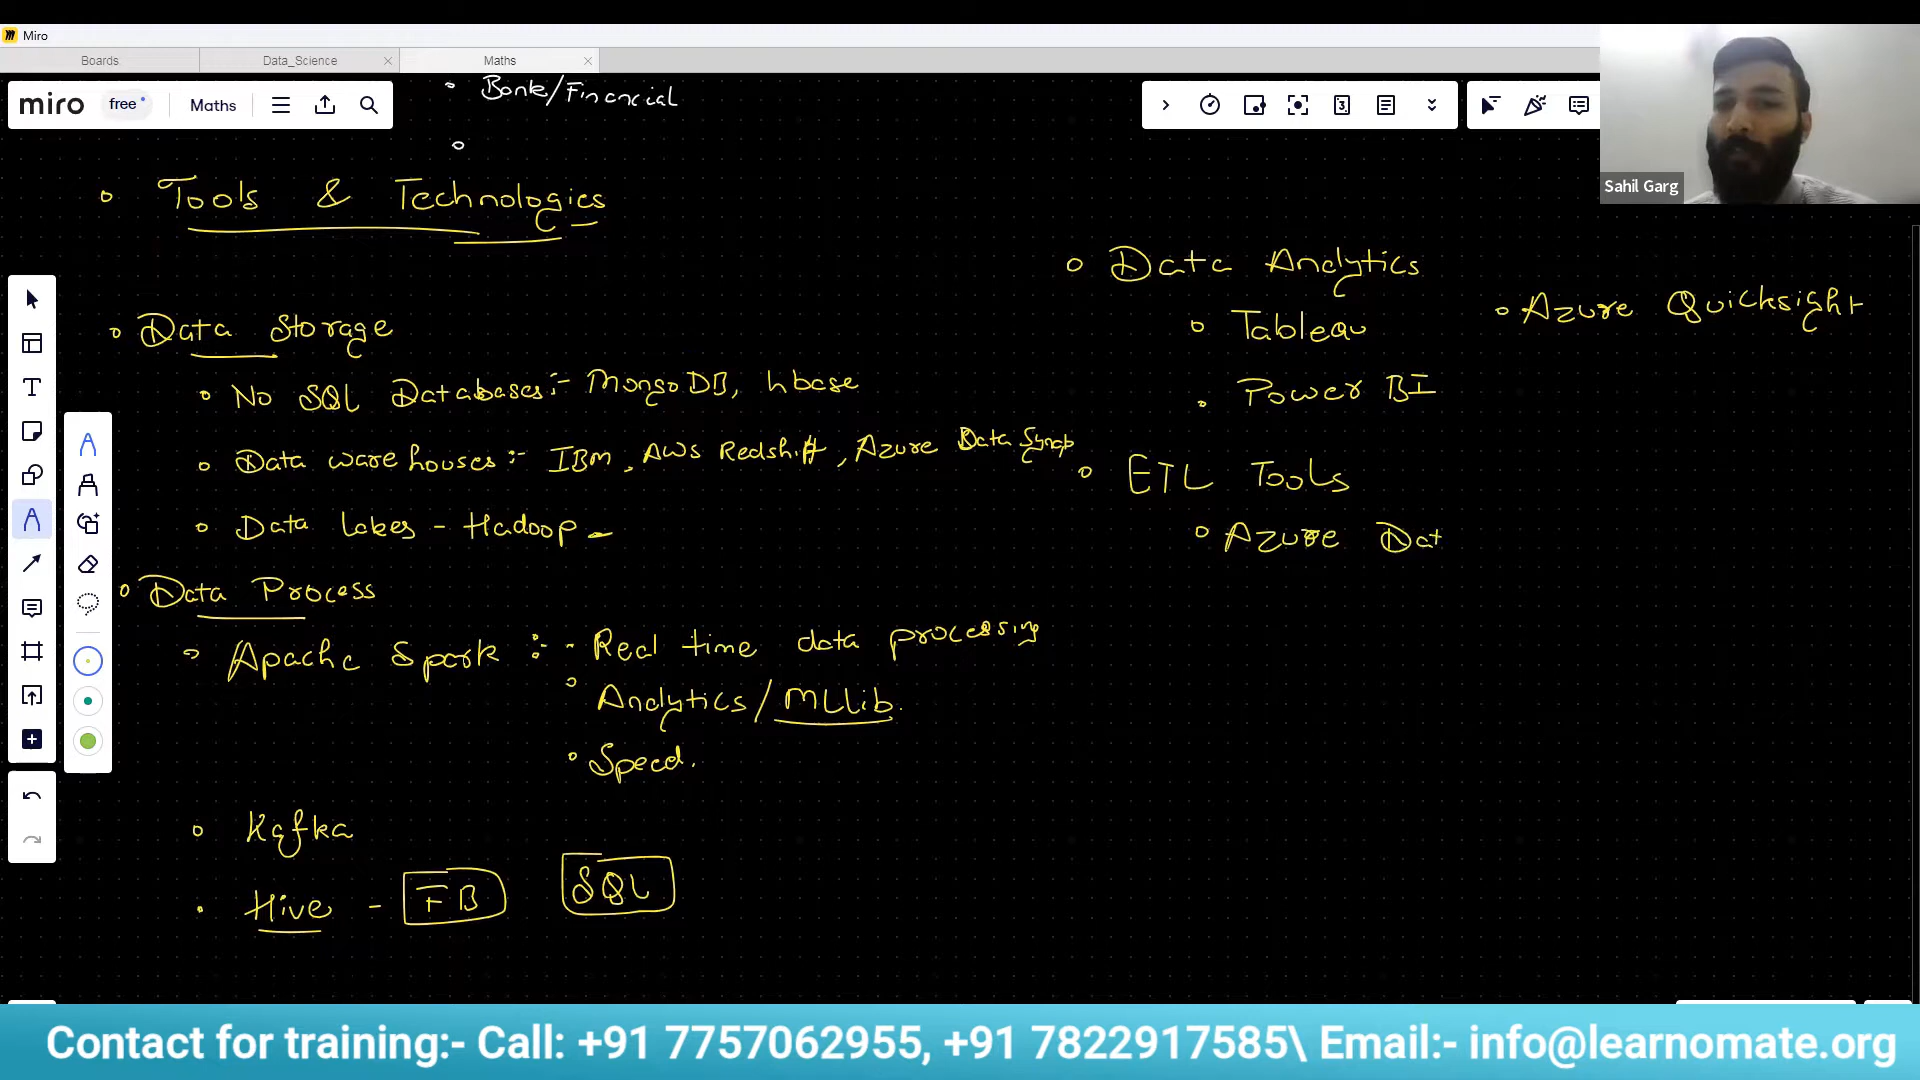 Miro
Boards
Data_Science
Maths
miro
free
Maths
Bank/Financial
Sahil Garg
Tools & Technologies
Data Storage
No SQL Databases:- MongoDB, hbase
Data ware houses:- IBM, AWS Redshift, Azure Data Synap
Data lakes - Hadoop -
Data Process
Apache Spark :- Real time data processing
Analytics/MLlib.
Speed.
Kafka
Hive - FB SQL
Data Analytics
Tableau
Azure Quicksight
Power BI
ETL Tools
Azure Dat
Contact for training:- Call: +91 7757062955, +91 7822917585\ Email:- info@learnomate.org